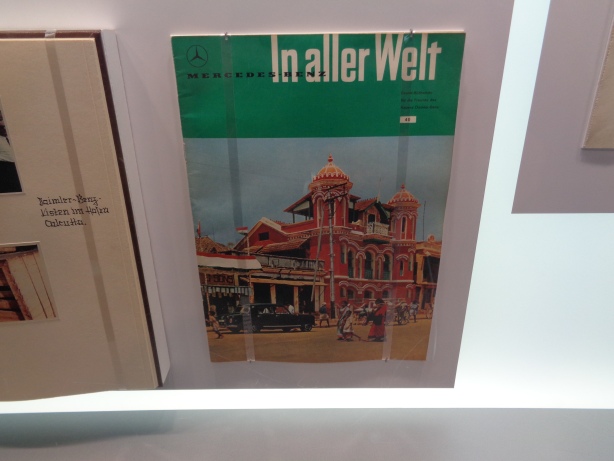 Daimler-Benz-
Kisten im Hafen
Calcutta.
In aller Welt
MERCEDES-BENZ